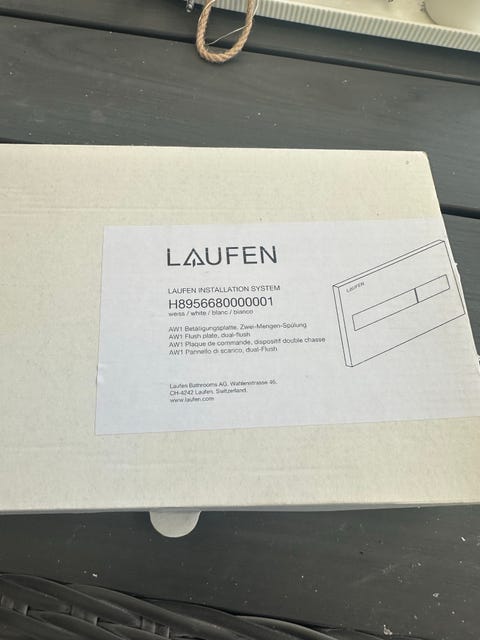 LAUFEN
LAUFEN INSTALLATION SYSTEM
H8956680000001
weiss / white / blanc / bianco
AW1 Betätigungsplatte, Zwei-Mengen-Spülung
AW1 Flush plate, dual-flush
AW1 Plaque de commande, dispositif double chasse
AW1 Pannello di scarico, dual-Flush
Laufen Bathrooms AG, Wahlenstrasse 46,
CH-4242 Laufen, Switzerland,
www.laufen.com
LAUFEN